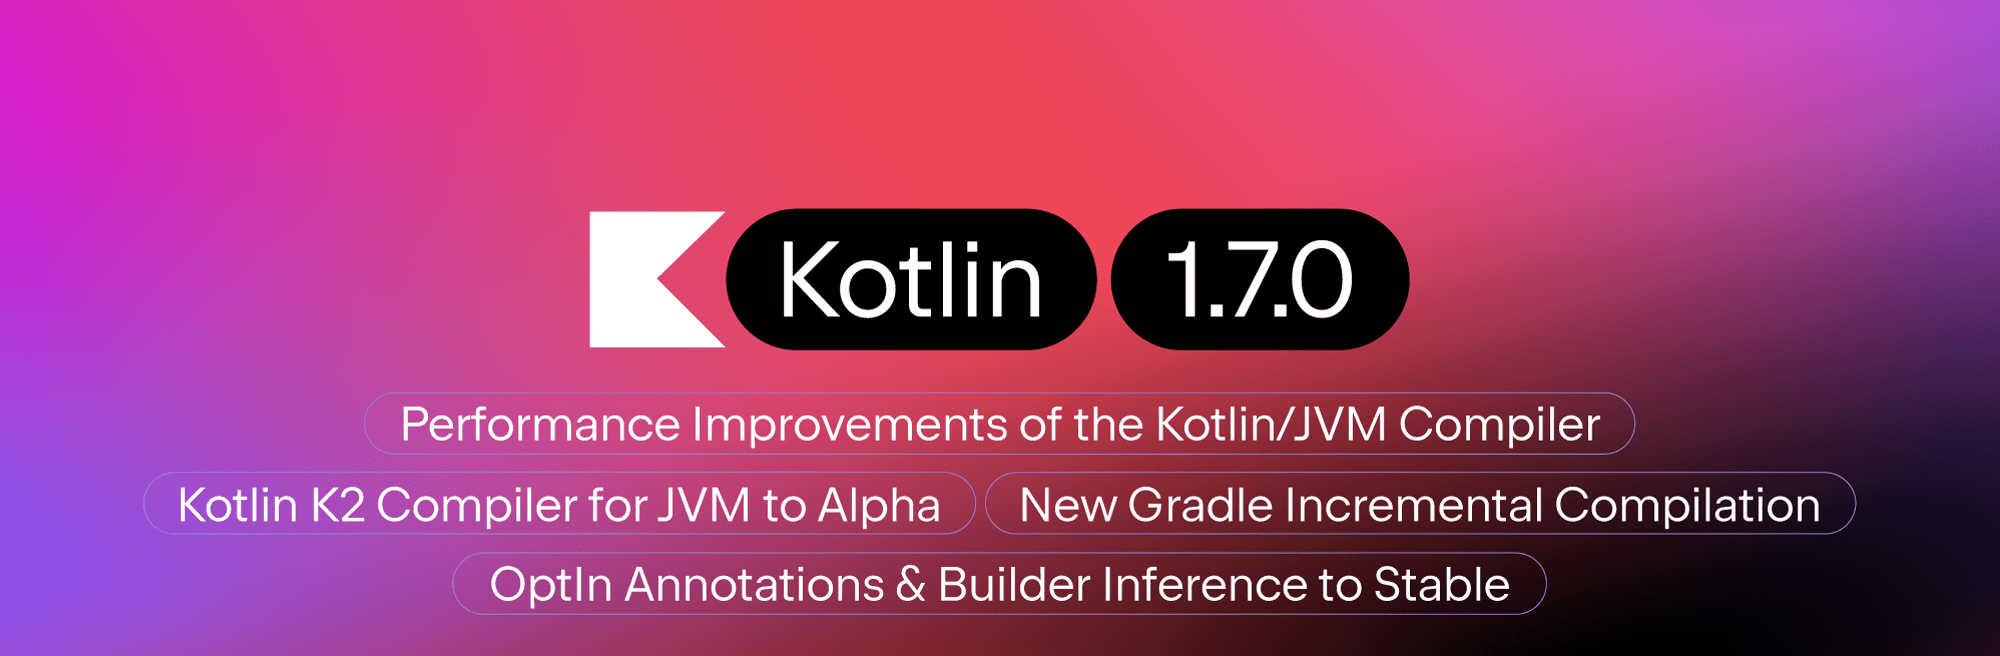 Kotlin 1.7.0
Performance Improvements of the Kotlin/JVM Compiler
Kotlin K2 Compiler for JVM to Alpha New Gradle Incremental Compilation
OptIn Annotations & Builder Inference to Stable